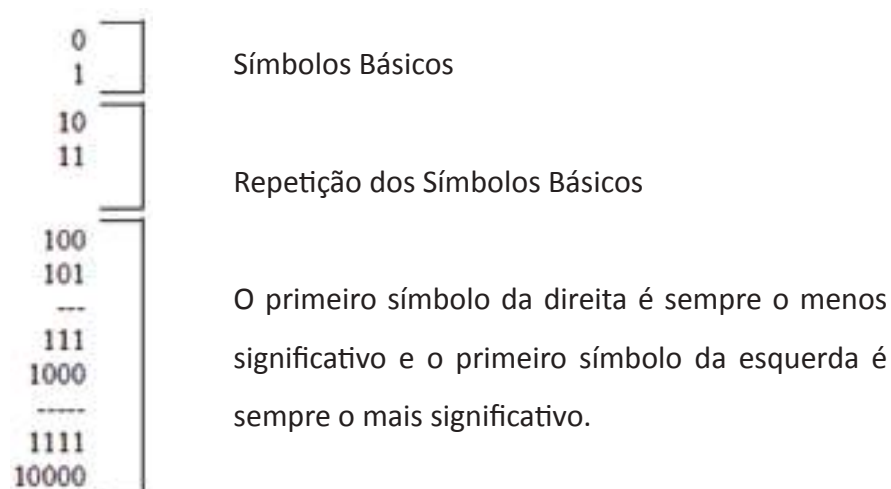 0
1
Símbolos Básicos
10
11
Repetição dos Símbolos Básicos
100
101
---
111
1000
-----
1111
10000
O primeiro símbolo da direita é sempre o menos
significativo e o primeiro símbolo da esquerda é
sempre o mais significativo.